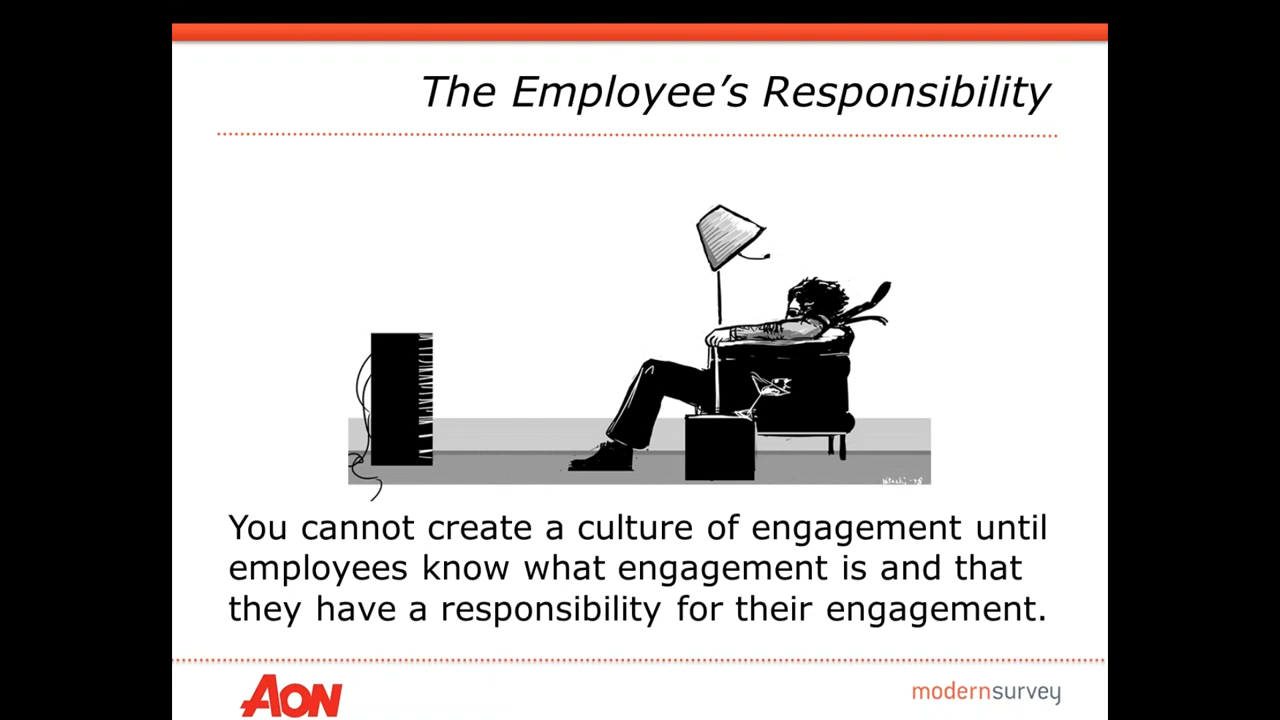 The Employee's Responsibility
You cannot create a culture of engagement until
employees know what engagement is and that
they have a responsibility for their engagement.
AON
modernsurvey